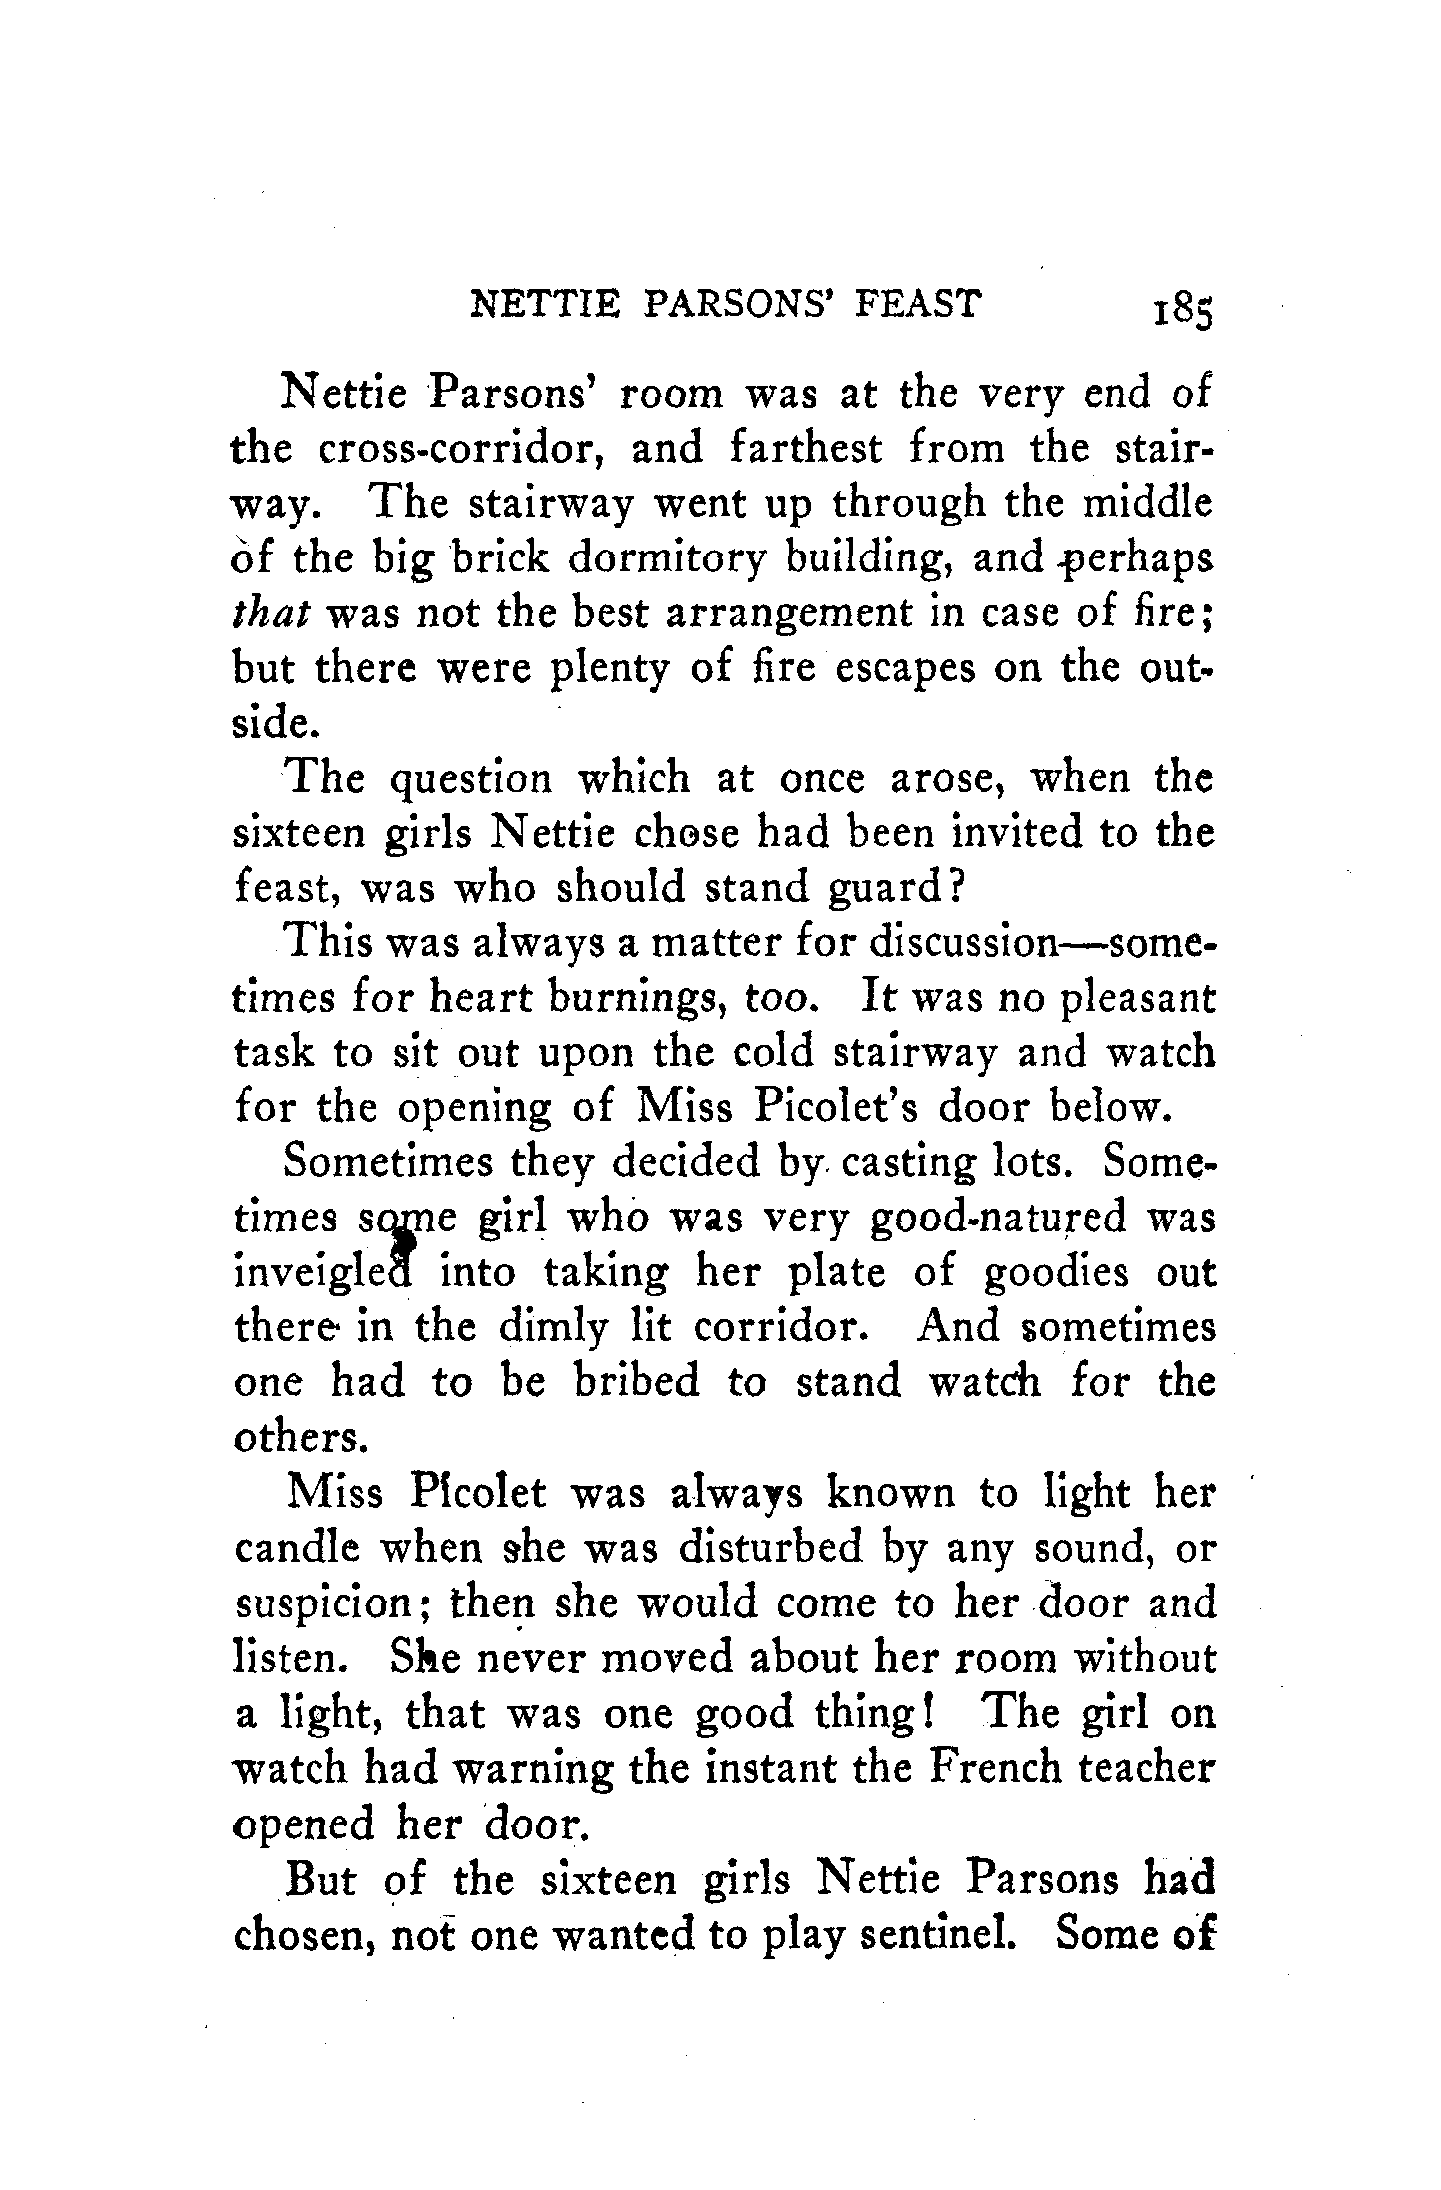 NETTIE PARSONS' FEAST 185
Nettie Parsons' room was at the very end of
the cross-corridor, and farthest from the stair-
way. The stairway went up through the middle
of the big brick dormitory building, and perhaps
that was not the best arrangement in case of fire;
but there were plenty of fire escapes on the out-
side.
The question which at once arose, when the
sixteen girls Nettie chose had been invited to the
feast, was who should stand guard?
This was always a matter for discussion—some-
times for heart burnings, too. It was no pleasant
task to sit out upon the cold stairway and watch
for the opening of Miss Picolet's door below.
Sometimes they decided by casting lots. Some-
times some girl who was very good-natured was
inveigled into taking her plate of goodies out
there in the dimly lit corridor. And sometimes
one had to be bribed to stand watch for the
others.
Miss Picolet was always known to light her
candle when she was disturbed by any sound, or
suspicion; then she would come to her door and
listen. She never moved about her room without
a light, that was one good thing! The girl on
watch had warning the instant the French teacher
opened her door.
But of the sixteen girls Nettie Parsons had
chosen, not one wanted to play sentinel. Some of